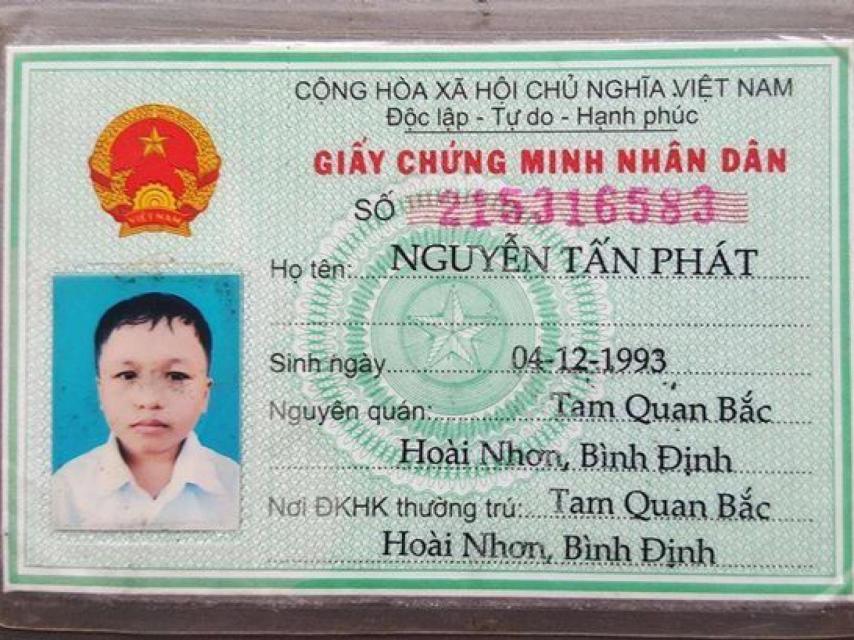 CỘNG HÒA XÃ HỘI CHỦ NGHĨA VIỆT NAM
Độc lập - Tự do - Hạnh phúc
GIẤY CHỨNG MINH NHÂN DÂN
SỐ 215316583
VIỆT NAM
Họ tên: NGUYỄN TẤN PHÁT
Sinh ngày 04-12-1993
Nguyên quán: Tam Quan Bắc
Hoài Nhơn, Bình Định
Nơi ĐKHK thường trú: Tam Quan Bắc
Hoài Nhơn, Bình Định